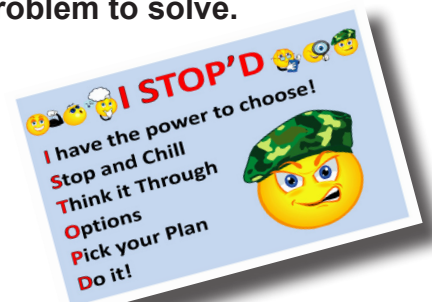 roblem to solve.
I STOP’D
I have the power to choose!
Stop and Chill
Think it Through
Options
Pick your Plan
Do it!